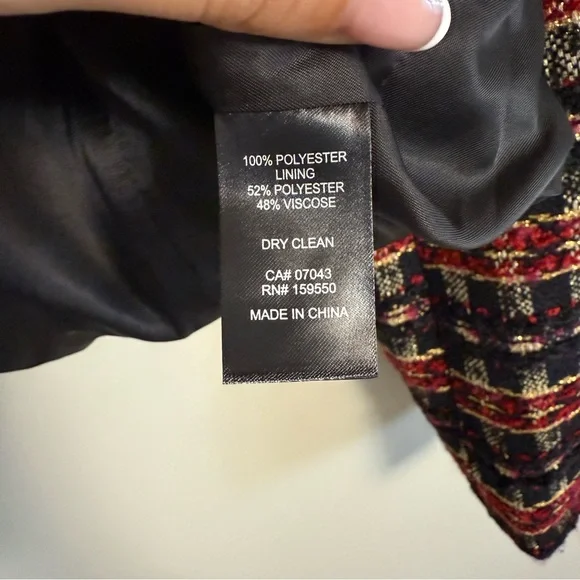 100% POLYESTER
LINING
52% POLYESTER
48% VISCOSE
DRY CLEAN
CA# 07043
RN# 159550
MADE IN CHINA